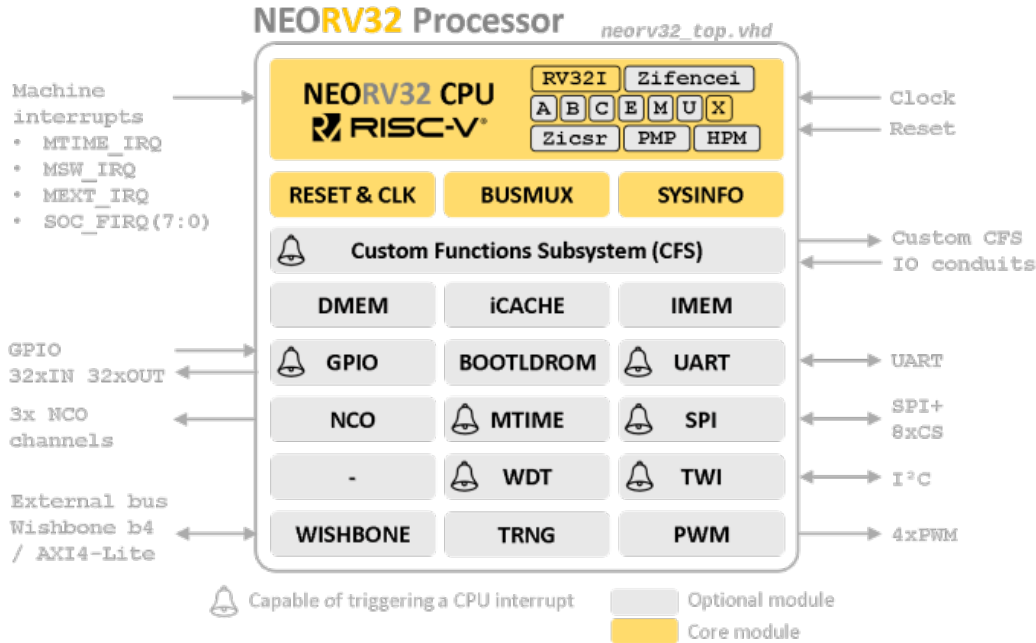 NEORV32 Processor
neorv32_top.vhd
Machine
interrupts
• MTIME_IRQ
• MSW_IRQ
• MEXT_IRQ
• SOC_FIRQ(7:0)
NEORV32 CPU
RISC-V®
RV32I Zifencei
A B C E M U X
Zicsr PMP HPM
Clock
Reset
RESET & CLK BUSMUX SYSINFO
Custom Functions Subsystem (CFS)
Custom CFS
IO conduits
DMEM iCACHE IMEM
GPIO
32xIN 32xOUT
GPIO BOOTLDROM UART
UART
3x NCO
channels
NCO MTIME SPI
SPI+
8xCS
- WDT TWI
I²C
External bus
Wishbone b4
/ AXI4-Lite
WISHBONE TRNG PWM
4xPWM
Capable of triggering a CPU interrupt
Optional module
Core module